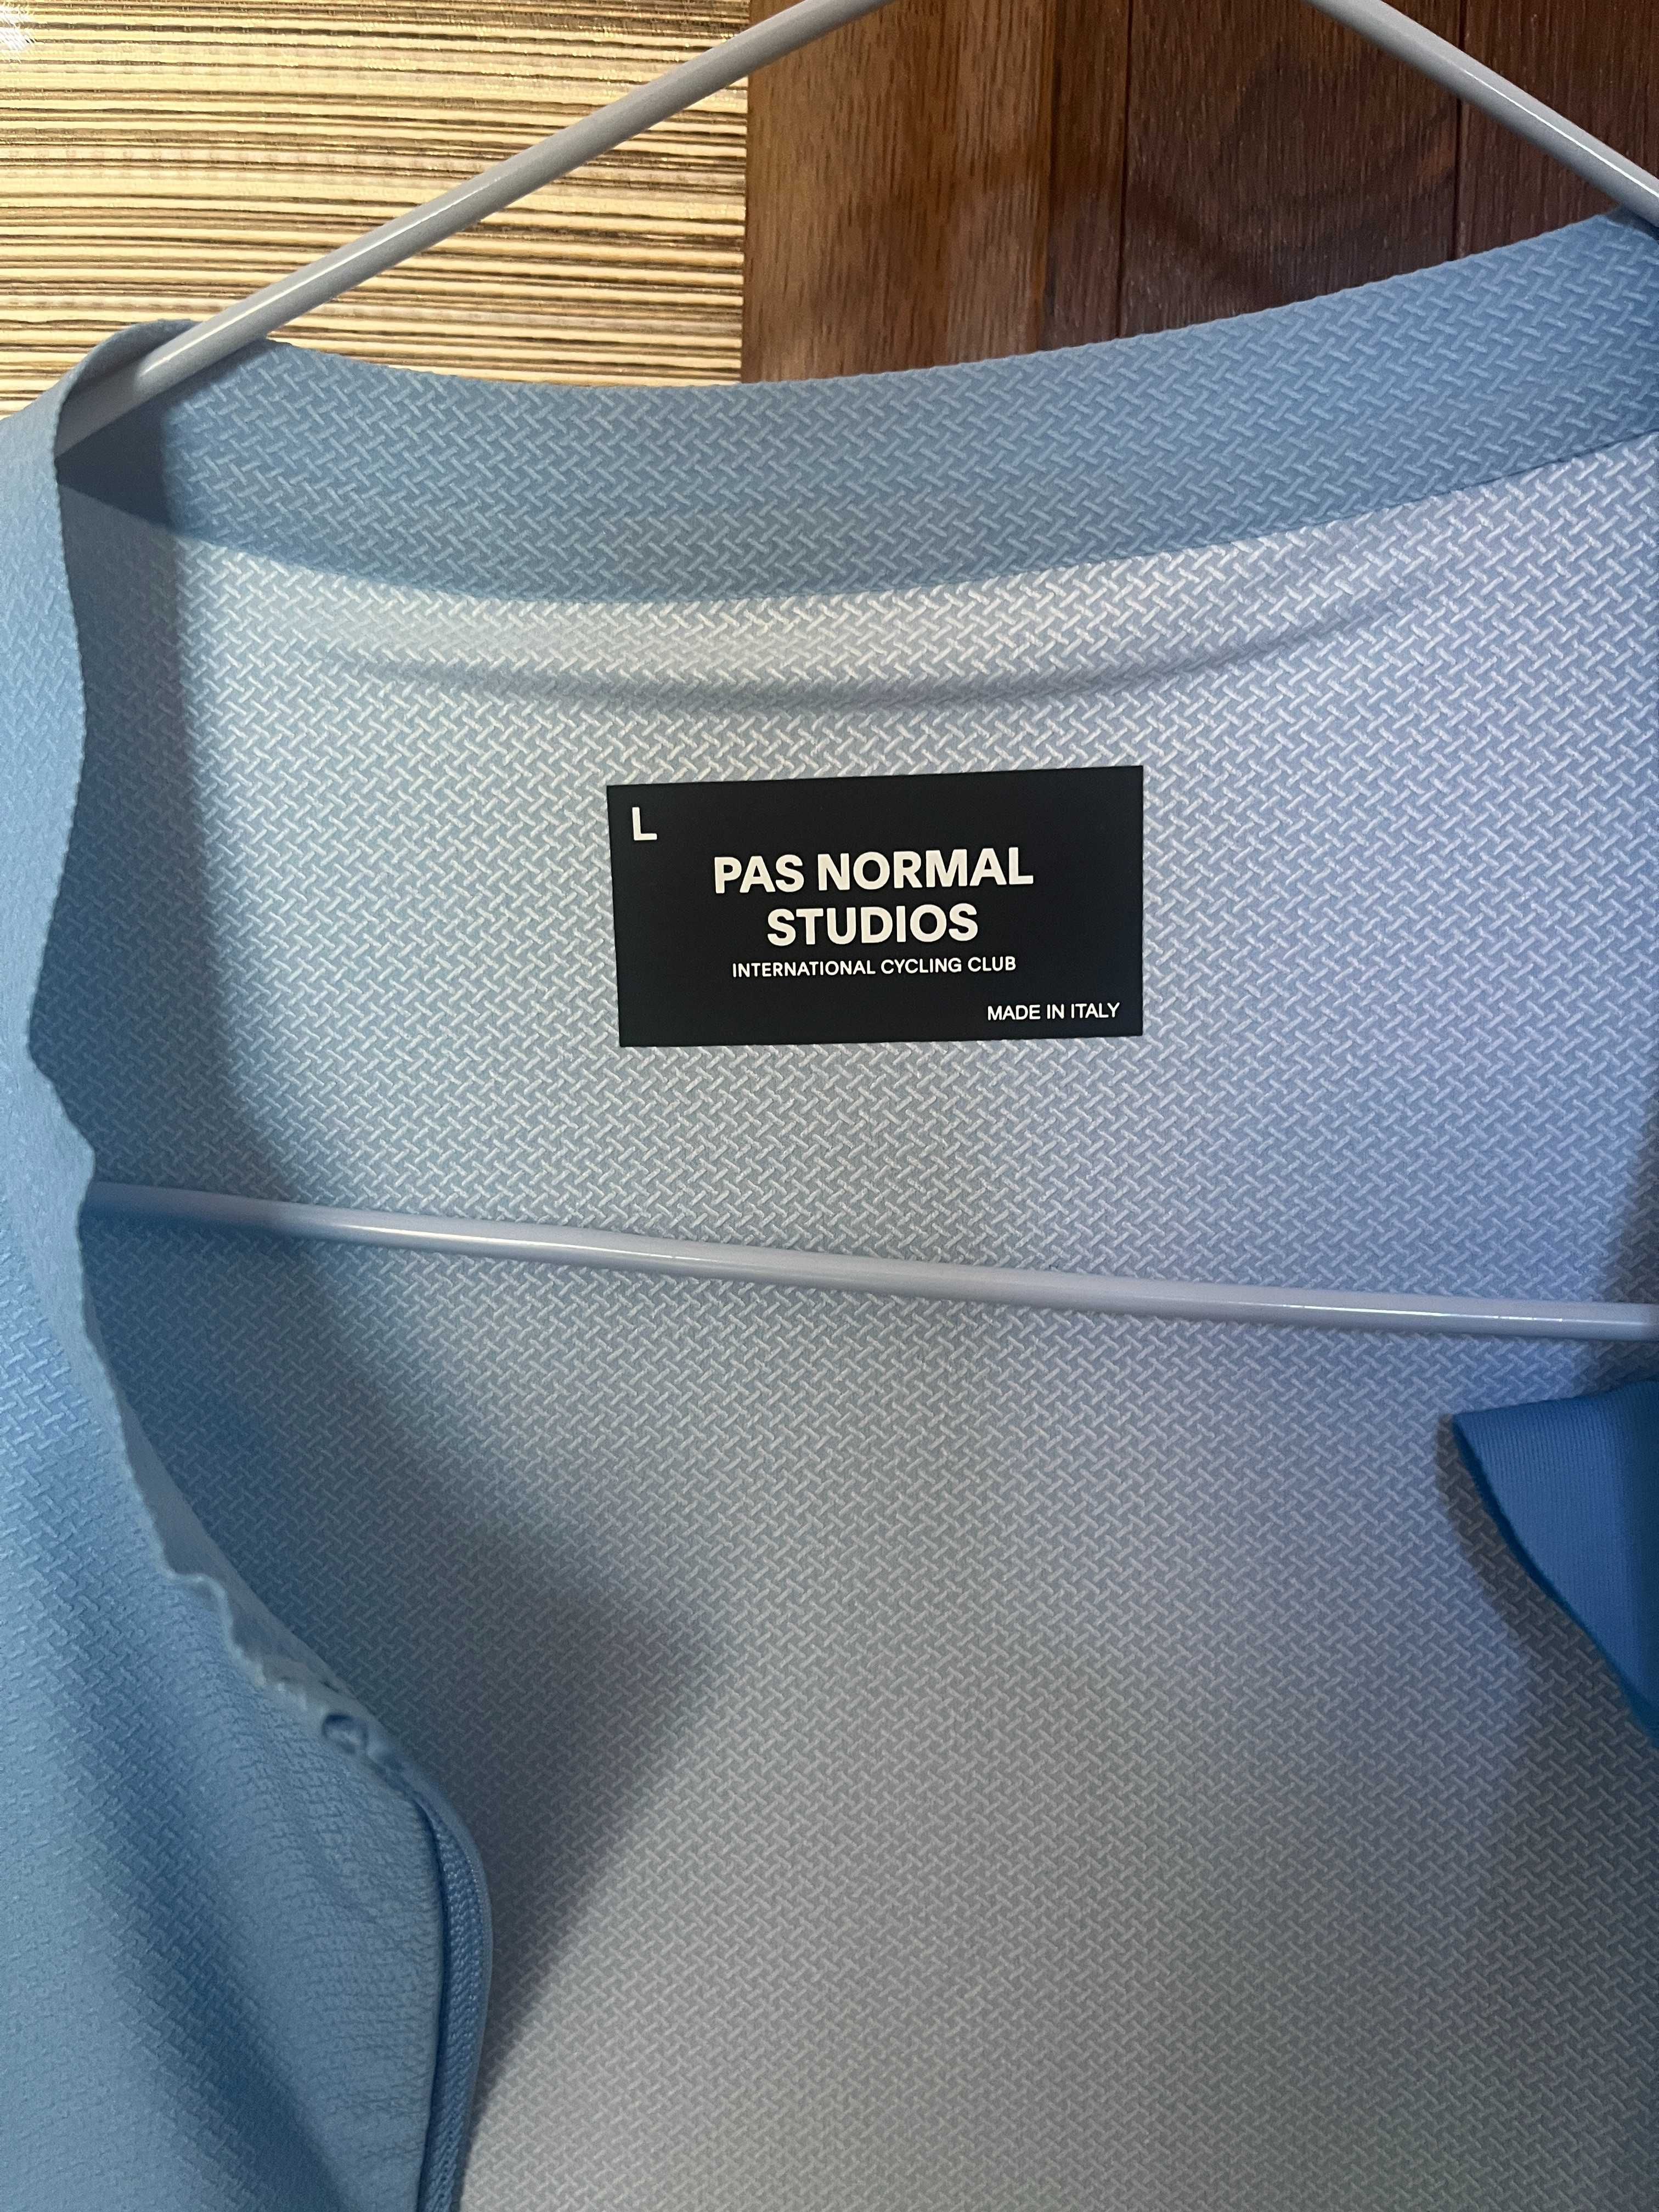 L
PAS NORMAL
STUDIOS
INTERNATIONAL CYCLING CLUB
MADE IN ITALY